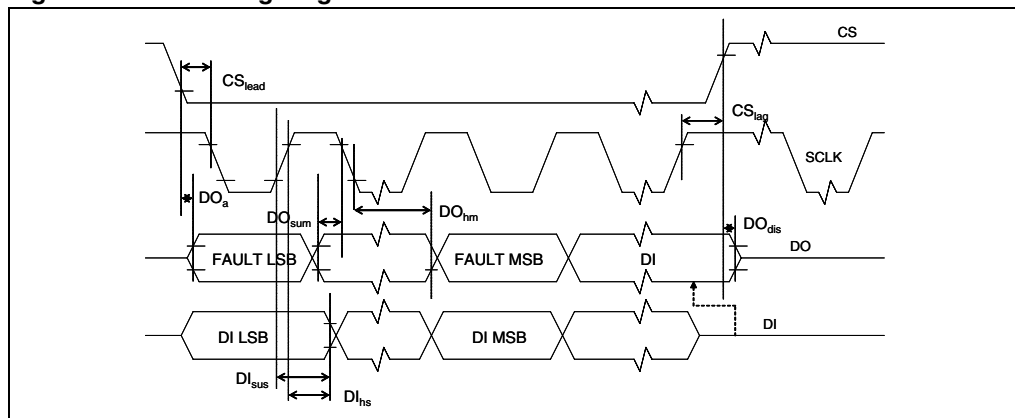 CS
CSlead
CSlag
SCLK
DOa
DOsum
DOhm
DOdis
FAULT LSB
FAULT MSB
DI
DO
DI LSB
DI MSB
DI
DIsus
DIhs